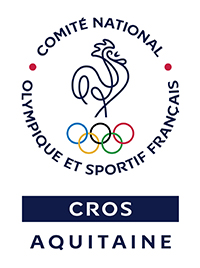 COMITÉ NATIONAL
OLYMPIQUE ET SPORTIF FRANÇAIS
CROS
AQUITAINE